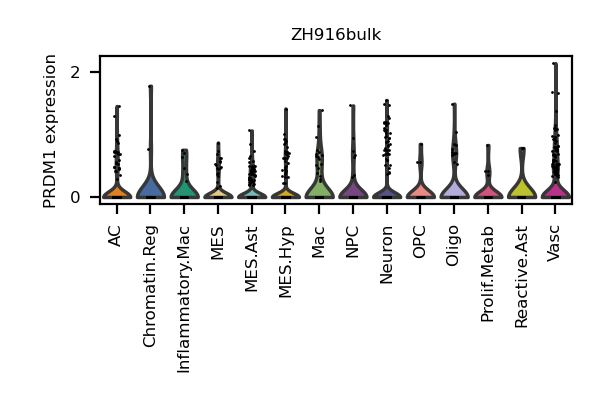 ZH916bulk
PRDM1 expression
2
0
AC
Chromatin.Reg
Inflammatory.Mac
MES
MES.Ast
MES.Hyp
Mac
NPC
Neuron
OPC
Oligo
Prolif.Metab
Reactive.Ast
Vasc